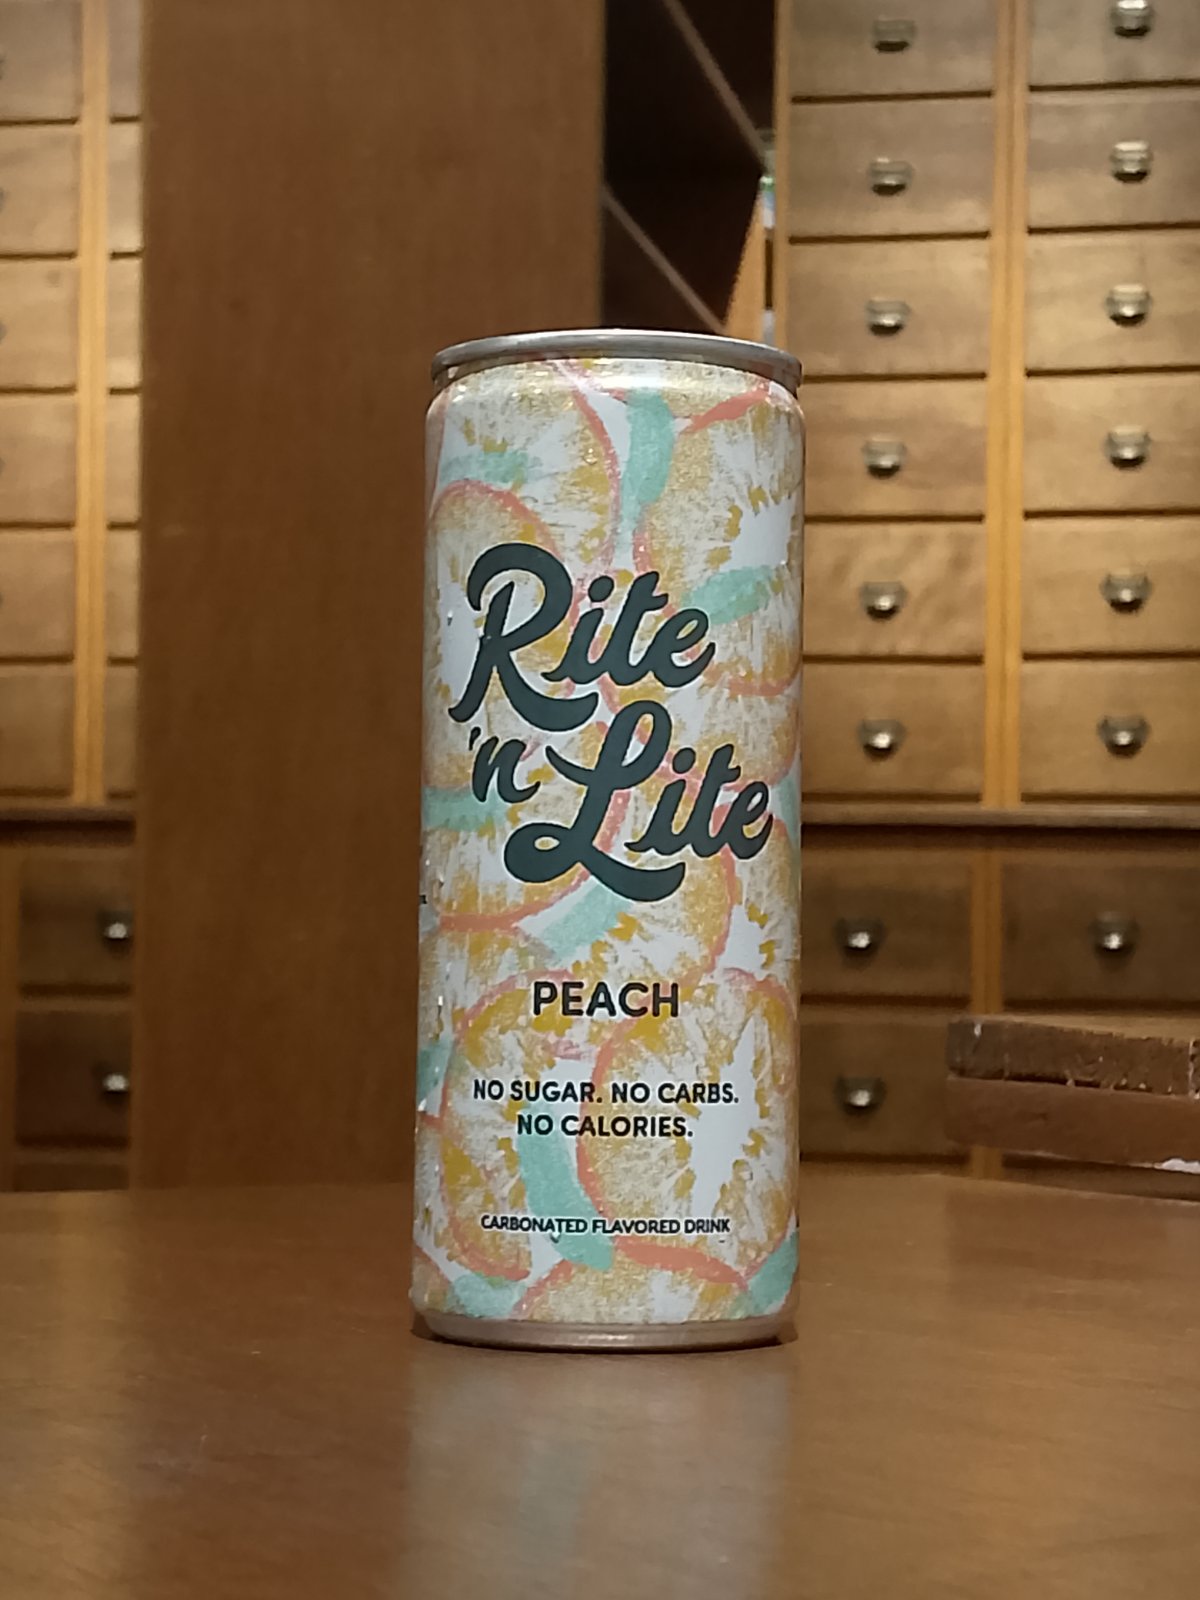 Rite
'n Lite
PEACH
NO SUGAR. NO CARBS.
NO CALORIES.
CARBONATED FLAVORED DRINK